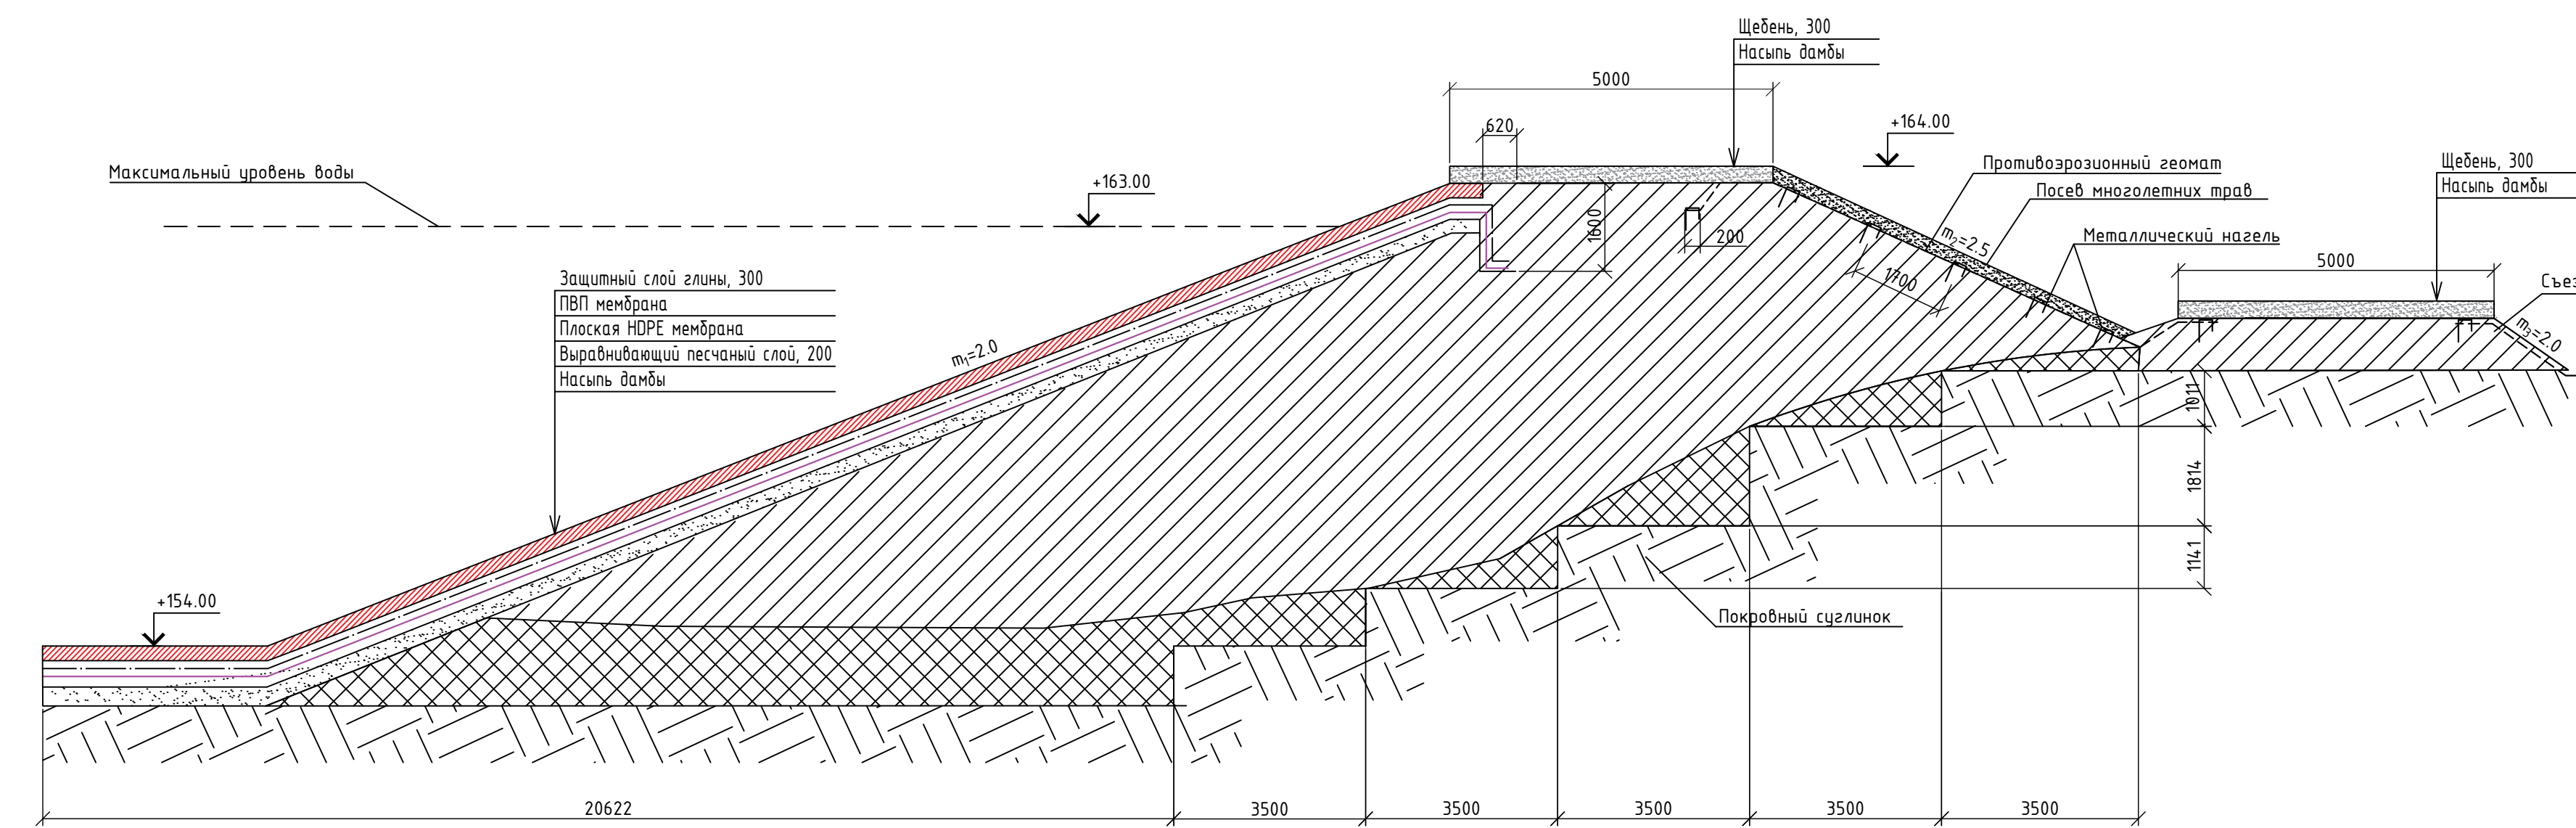 Щебень, 300
Насыпь дамбы
5000
620
+164.00
Максимальный уровень воды
+163.00
Противоэрозионный геомат
Посев многолетних трав
Металлический нагель
Щебень, 300
Насыпь дамбы
5000
m2=2.5
1600
200
1700
m3=2.0
Защитный слой глины, 300
ПВП мембрана
Плоская HDPE мембрана
Выравнивающий песчаный слой, 200
Насыпь дамбы
m1=2.0
1011
1814
1141
+154.00
Покровный суглинок
20622
3500
3500
3500
3500
3500